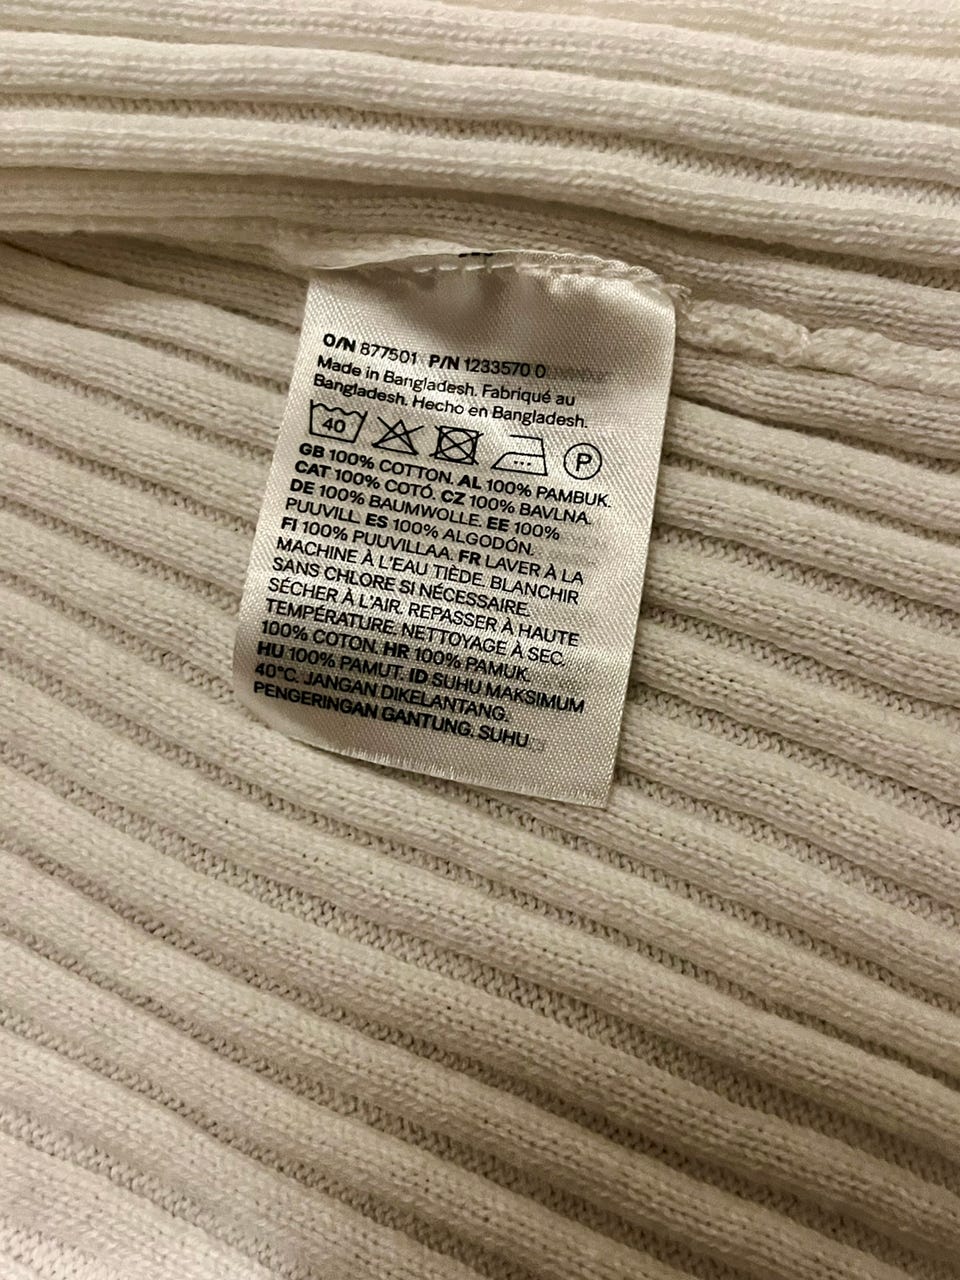 O/N 877501 P/N 1233570 0
Made in Bangladesh. Fabriqué au
Bangladesh. Hecho en Bangladesh.
40 P
GB 100% COTTON. AL 100% PAMBUK.
CAT 100% COTÓ. CZ 100% BAVLNA.
DE 100% BAUMWOLLE. EE 100%
PUUVILL. ES 100% ALGODÓN.
FI 100% PUUVILLAA. FR LAVER À LA
MACHINE À L'EAU TIÈDE. BLANCHIR
SANS CHLORE SI NÉCESSAIRE.
SÉCHER À L'AIR. REPASSER À HAUTE
TEMPÉRATURE. NETTOYAGE À SEC.
100% COTON. HR 100% PAMUK.
HU 100% PAMUT. ID SUHU MAKSIMUM
40°C. JANGAN DIKELANTANG.
PENGERINGAN GANTUNG. SUHU